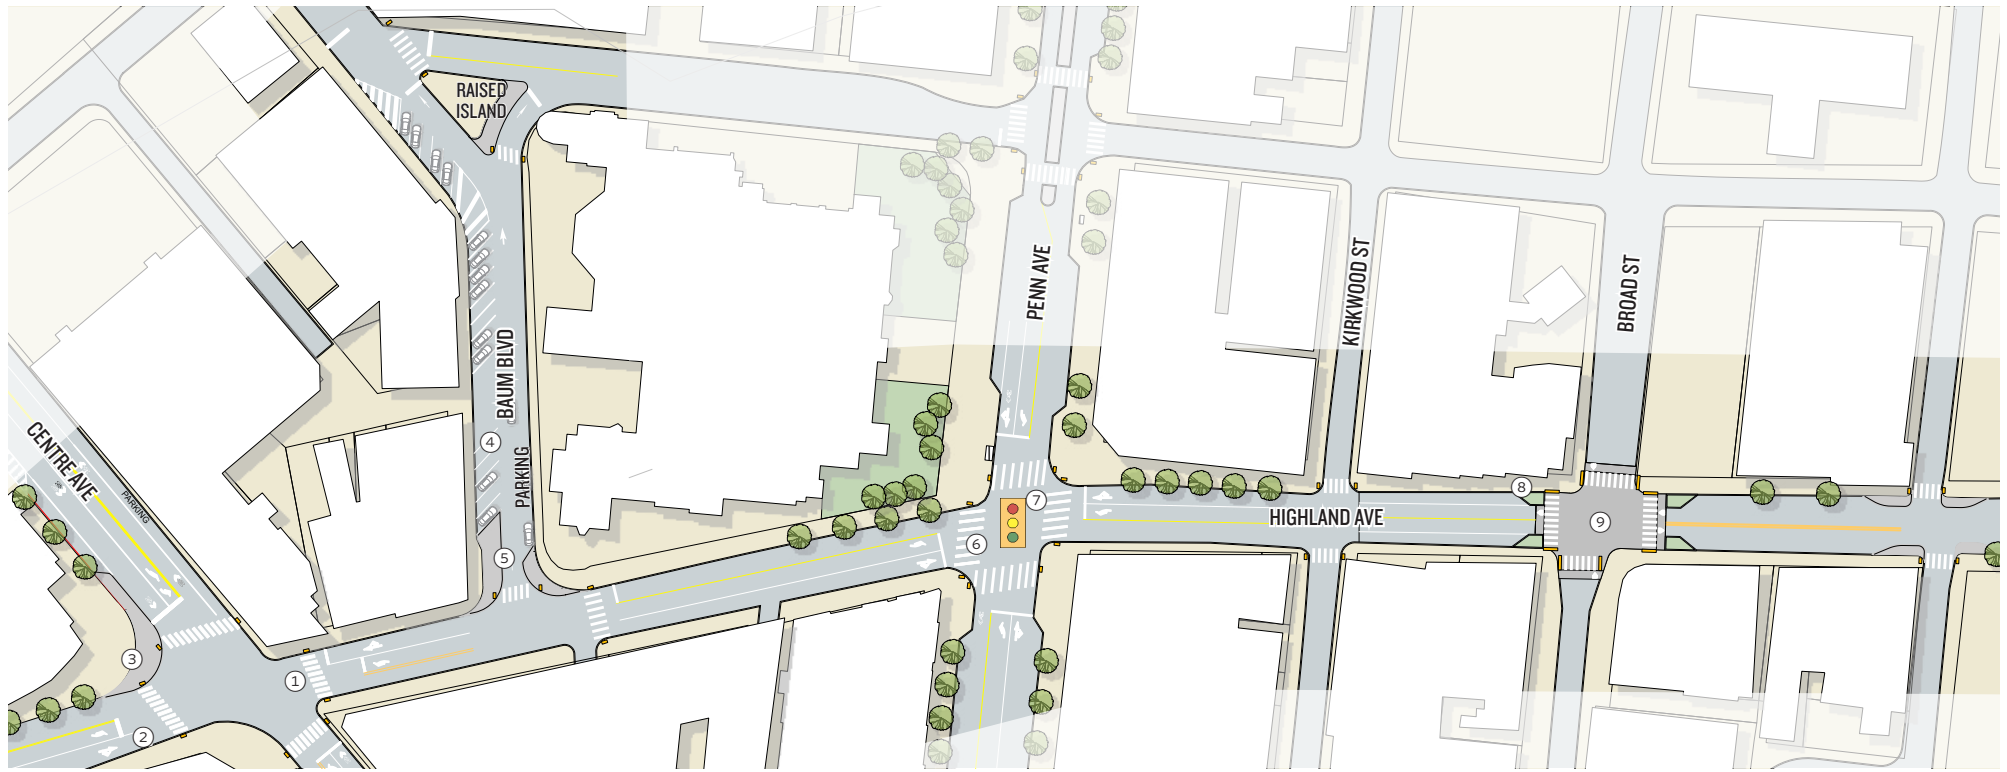 RAISED
ISLAND
PENN AVE
KIRKWOOD ST
BROAD ST
BAUM BLVD
CENTRE AVE
PARKING
4
PARKING
5
7
6
8
HIGHLAND AVE
9
3
1
2